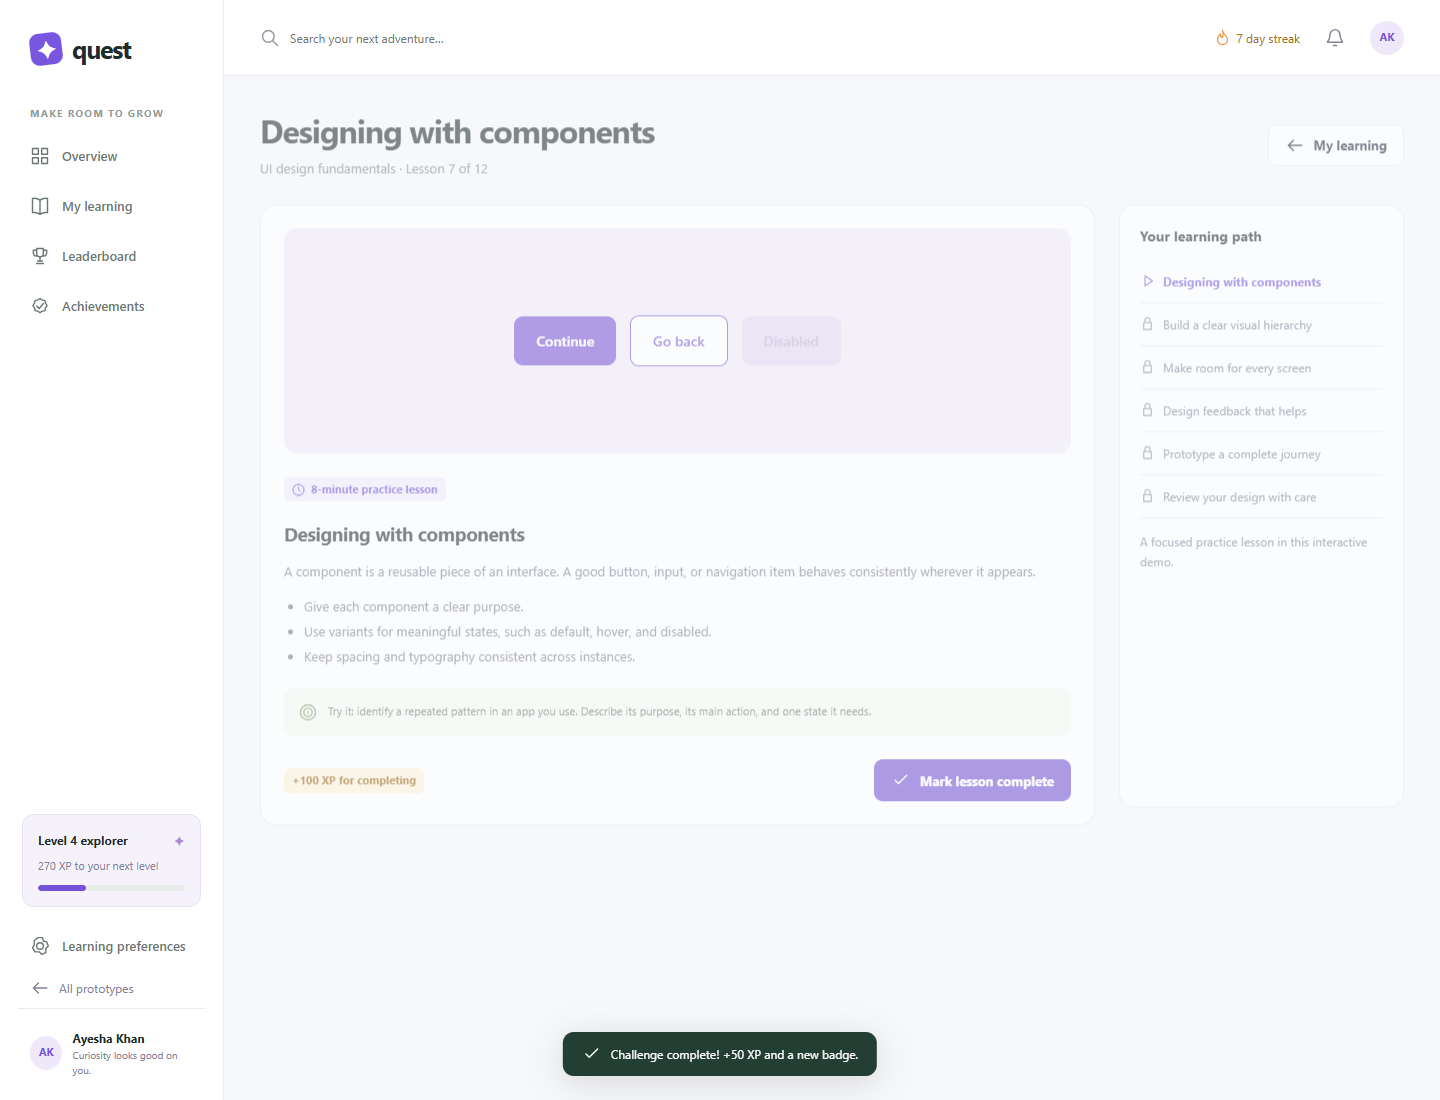 quest
Search your next adventure...
7 day streak
AK
MAKE ROOM TO GROW
Overview
My learning
Leaderboard
Achievements
Level 4 explorer
270 XP to your next level
Learning preferences
All prototypes
AK
Ayesha Khan
Curiosity looks good on
you.
Designing with components
UI design fundamentals · Lesson 7 of 12
My learning
Continue
Go back
Disabled
8-minute practice lesson
Designing with components
A component is a reusable piece of an interface. A good button, input, or navigation item behaves consistently wherever it appears.
Give each component a clear purpose.
Use variants for meaningful states, such as default, hover, and disabled.
Keep spacing and typography consistent across instances.
Try it: identify a repeated pattern in an app you use. Describe its purpose, its main action, and one state it needs.
+100 XP for completing
Mark lesson complete
Your learning path
Designing with components
Build a clear visual hierarchy
Make room for every screen
Design feedback that helps
Prototype a complete journey
Review your design with care
A focused practice lesson in this interactive
demo.
Challenge complete! +50 XP and a new badge.